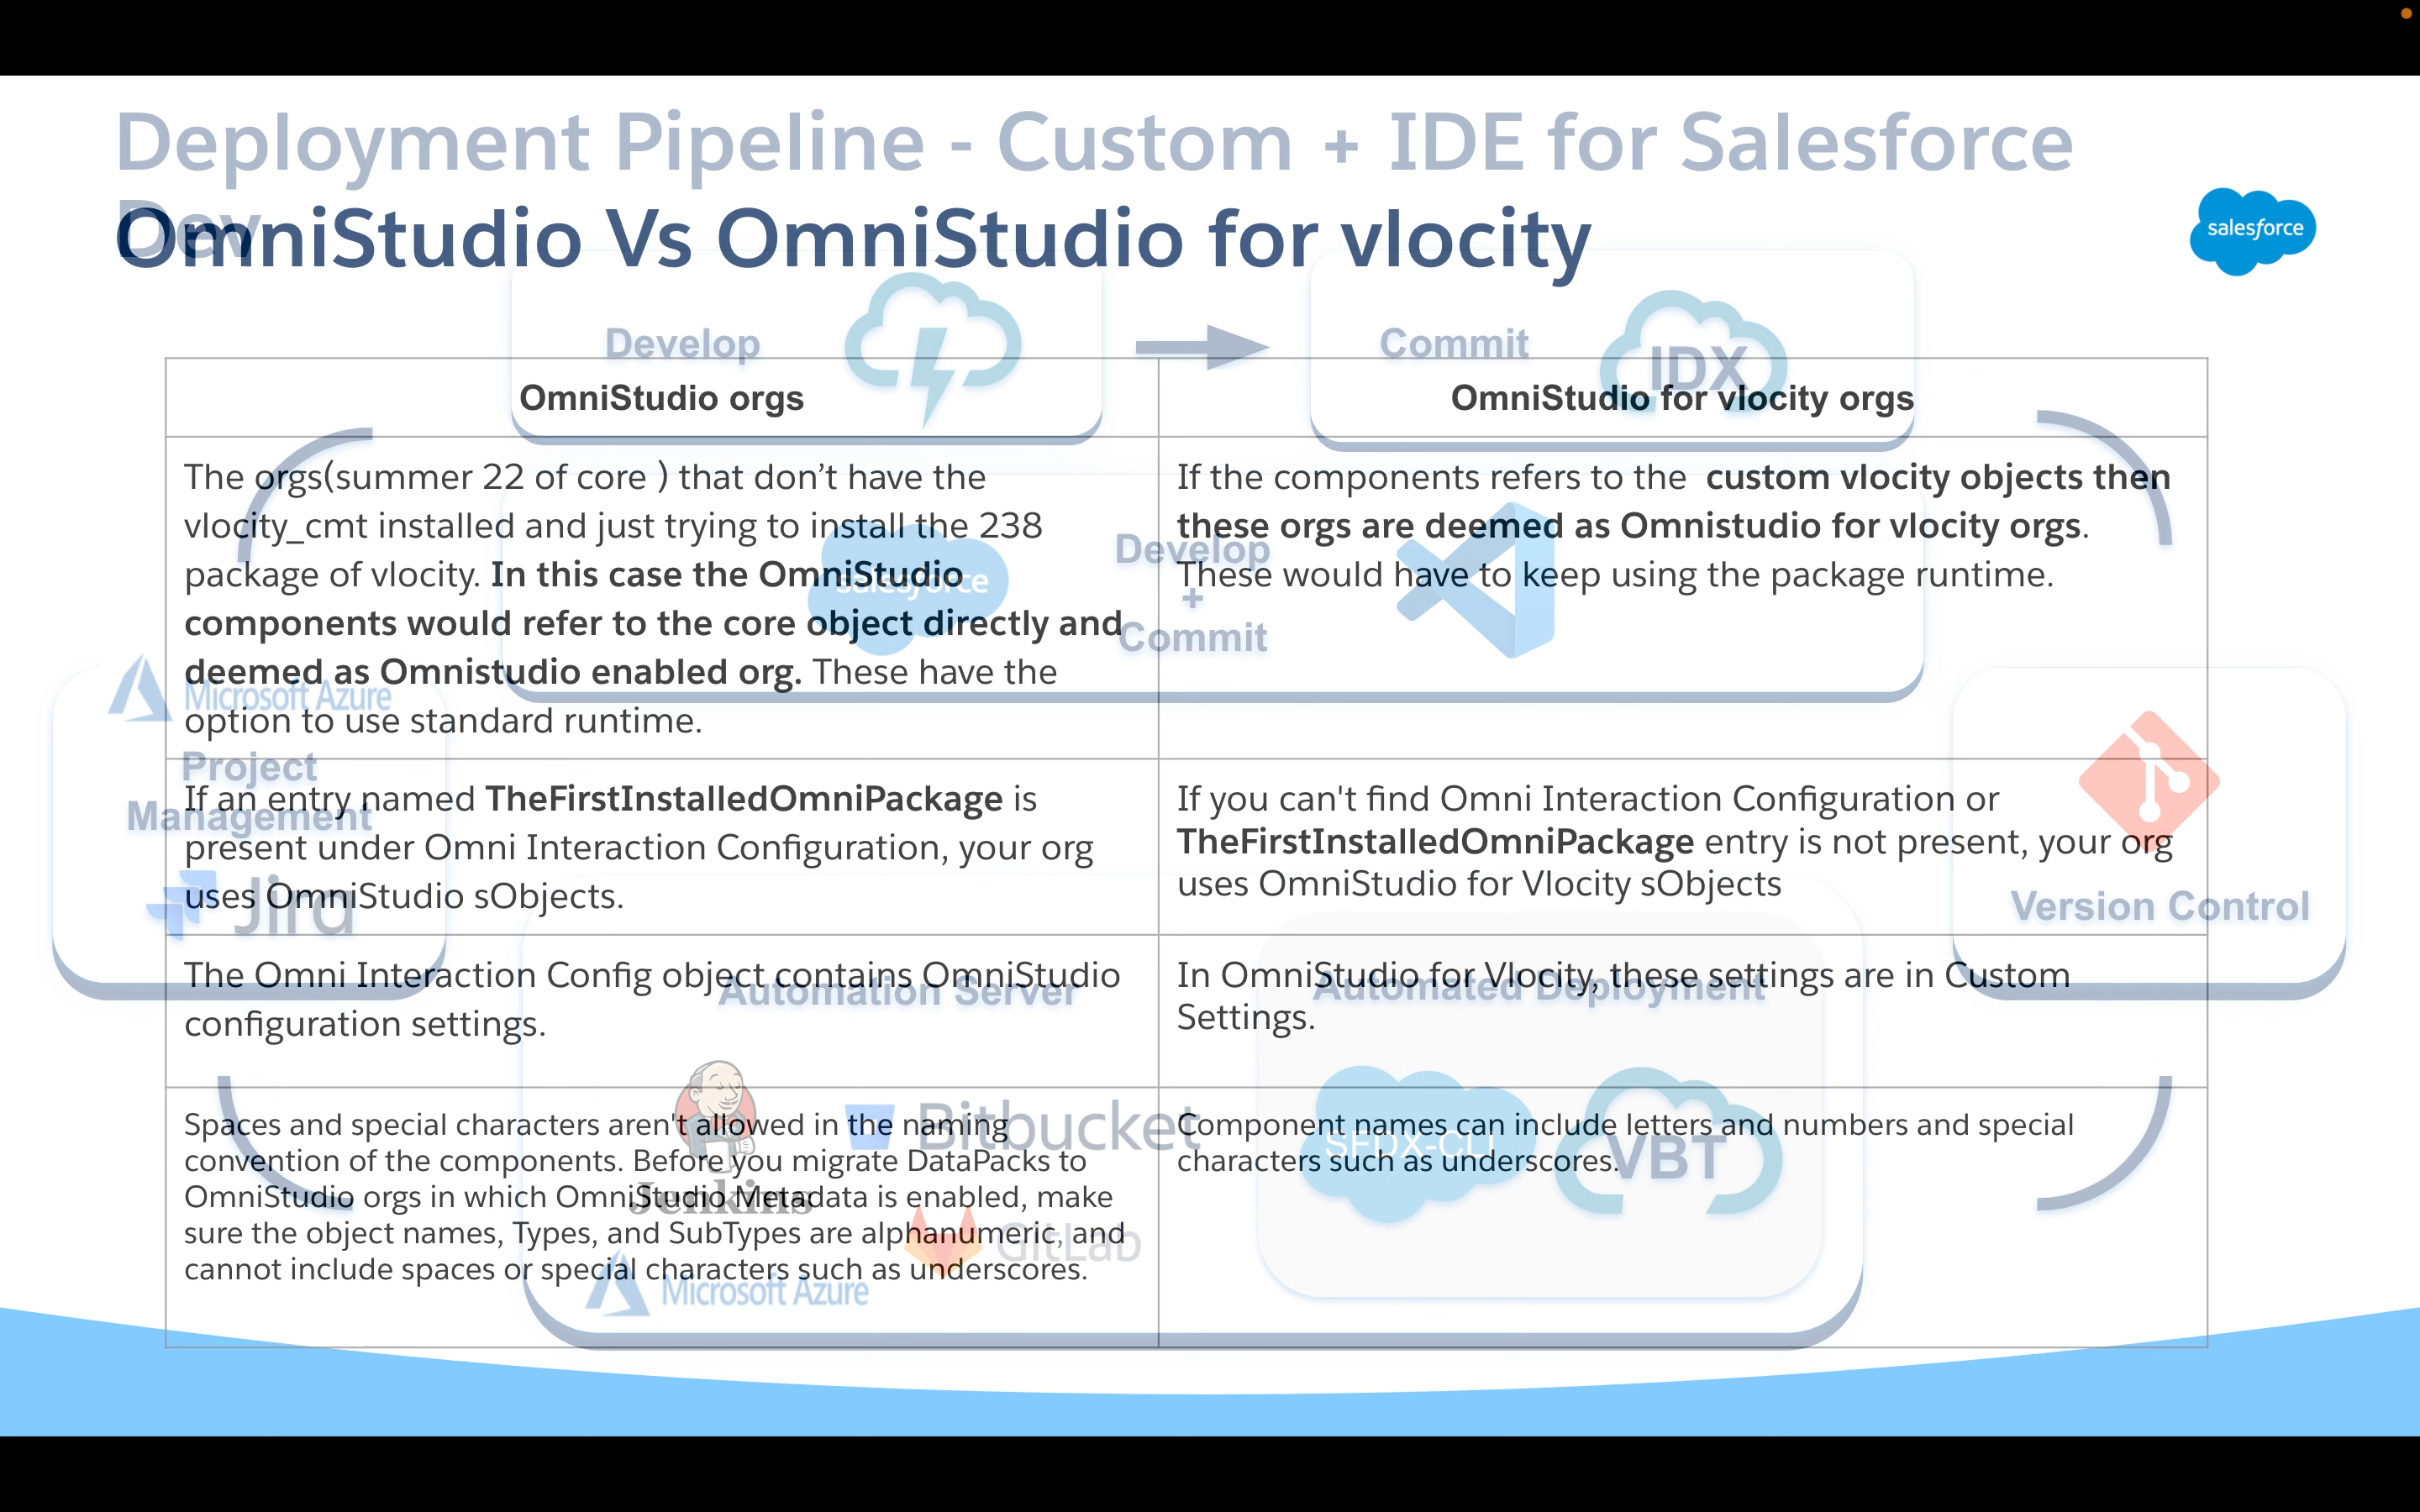 Deployment Pipeline - Custom + IDE for Salesforce
Dev
OmniStudio Vs OmniStudio for vlocity
salesforce
Develop
Commit
IDX
OmniStudio orgs
OmniStudio for vlocity orgs
The orgs(summer 22 of core ) that don’t have the
vlocity_cmt installed and just trying to install the 238
package of vlocity. In this case the OmniStudio
components would refer to the core object directly and
deemed as Omnistudio enabled org. These have the
option to use standard runtime.
If the components refers to the custom vlocity objects then
these orgs are deemed as Omnistudio for vlocity orgs.
These would have to keep using the package runtime.
salesforce
Develop
+
Commit
Microsoft Azure
Project
Management
Jira
If an entry named TheFirstInstalledOmniPackage is
present under Omni Interaction Configuration, your org
uses OmniStudio sObjects.
If you can't find Omni Interaction Configuration or
TheFirstInstalledOmniPackage entry is not present, your org
uses OmniStudio for Vlocity sObjects
Version Control
The Omni Interaction Config object contains OmniStudio
configuration settings.
In OmniStudio for Vlocity, these settings are in Custom
Settings.
Automation Server
Automated Deployment
Spaces and special characters aren't allowed in the naming
convention of the components. Before you migrate DataPacks to
OmniStudio orgs in which OmniStudio Metadata is enabled, make
sure the object names, Types, and SubTypes are alphanumeric, and
cannot include spaces or special characters such as underscores.
Component names can include letters and numbers and special
characters such as underscores.
Jenkins
Bitbucket
GitLab
Microsoft Azure
SFDX-CLI
VBT